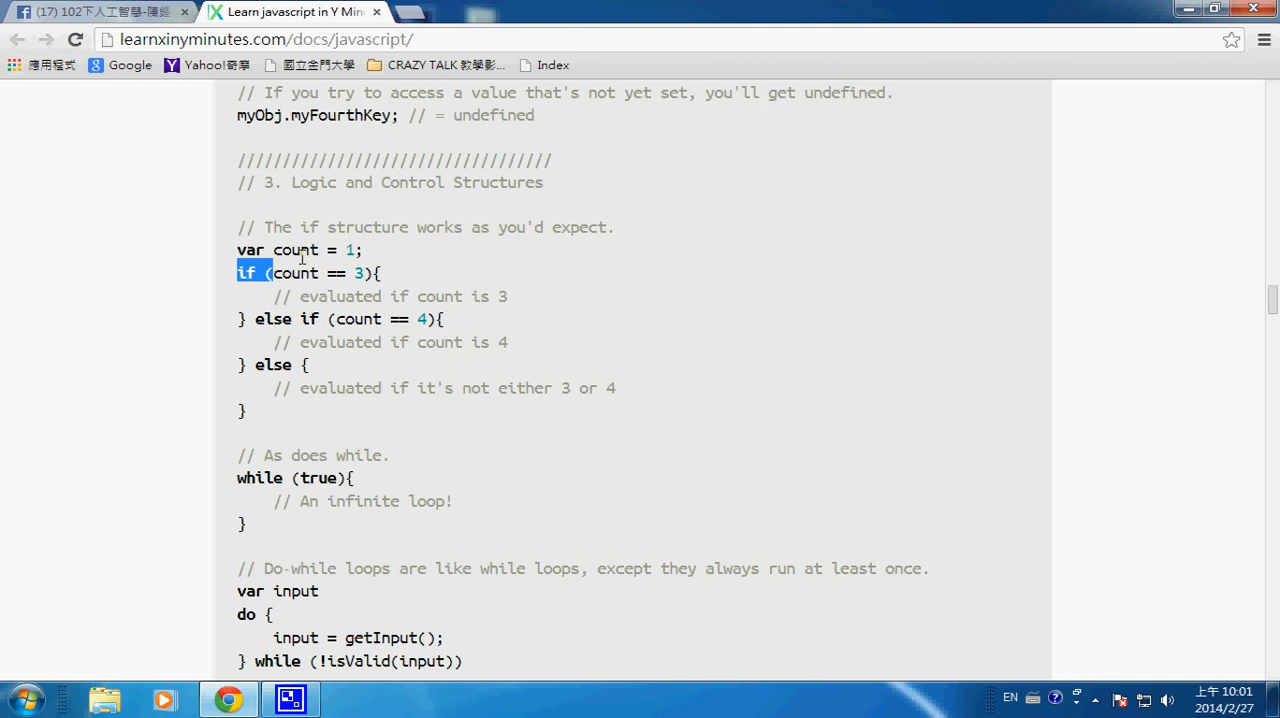 (17) 102下人工智慧-陳鍾
Learn javascript in Y Min
learnxinyminutes.com/docs/javascript/
應用程式 Google Yahoo!奇摩 國立金門大學 CRAZY TALK 教學影... Index
// If you try to access a value that's not yet set, you'll get undefined.
myObj.myFourthKey; // = undefined
///////////////////////////////////
// 3. Logic and Control Structures
// The if structure works as you'd expect.
var count = 1;
if (count == 3){
// evaluated if count is 3
} else if (count == 4){
// evaluated if count is 4
} else {
// evaluated if it's not either 3 or 4
}
// As does while.
while (true){
// An infinite loop!
}
// Do-while loops are like while loops, except they always run at least once.
var input
do {
input = getInput();
} while (!isValid(input))
EN
上午 10:01
2014/2/27